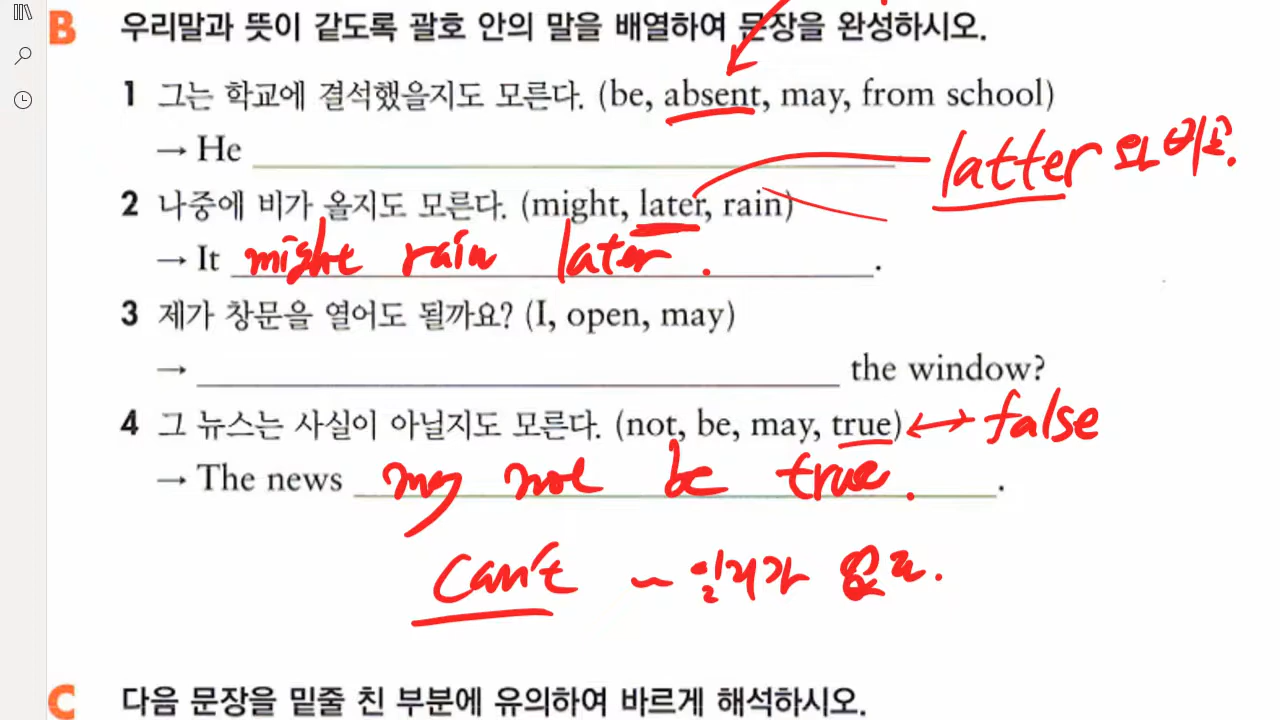 B 우리말과 뜻이 같도록 괄호 안의 말을 배열하여 문장을 완성하시오.
1 그는 학교에 결석했을지도 모른다. (be, absent, may, from school)
→ He
latter와 비교.
2 나중에 비가 올지도 모른다. (might, later, rain)
→ It might rain later. .
3 제가 창문을 열어도 될까요? (I, open, may)
→ the window?
4 그 뉴스는 사실이 아닐지도 모른다. (not, be, may, true) ↔ false
→ The news may not be true. .
can't ~일리가 없다.
C 다음 문장을 밑줄 친 부분에 유의하여 바르게 해석하시오.